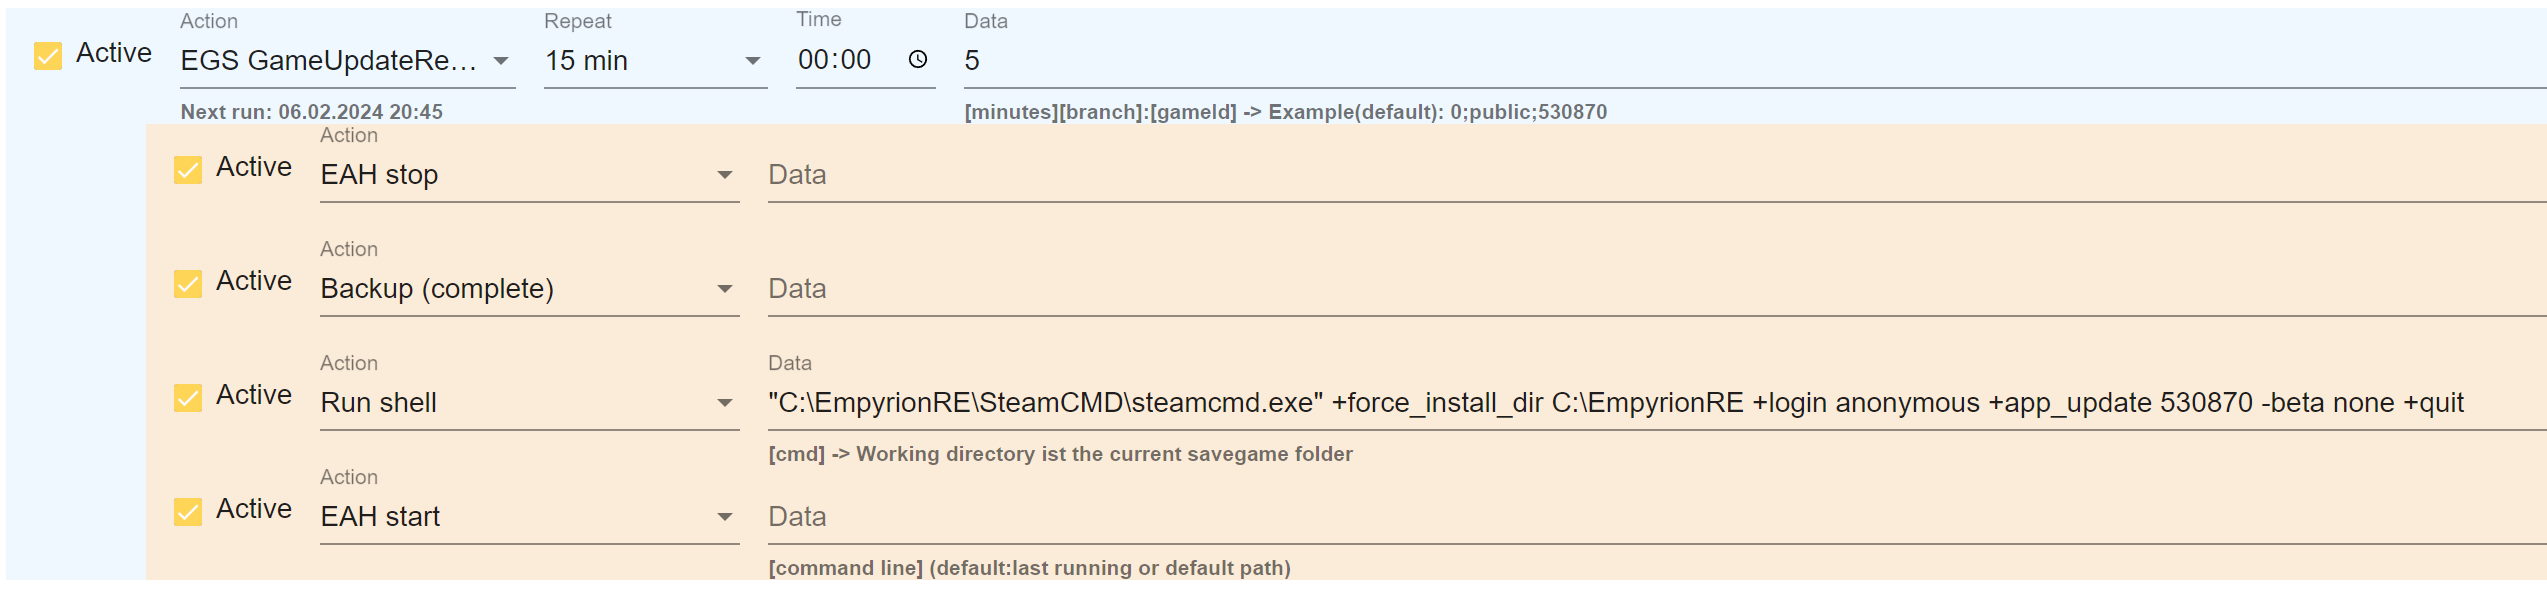 Action Repeat Time Data
Active EGS GameUpdateRe... 15 min 00:00 5
Next run: 06.02.2024 20:45 [minutes][branch]:[gameId] -> Example(default): 0;public;530870
Action
Active EAH stop Data
Action
Active Backup (complete) Data
Action Data
Active Run shell "C:\EmpyrionRE\SteamCMD\steamcmd.exe" +force_install_dir C:\EmpyrionRE +login anonymous +app_update 530870 -beta none +quit
[cmd] -> Working directory ist the current savegame folder
Action
Active EAH start Data
[command line] (default:last running or default path)